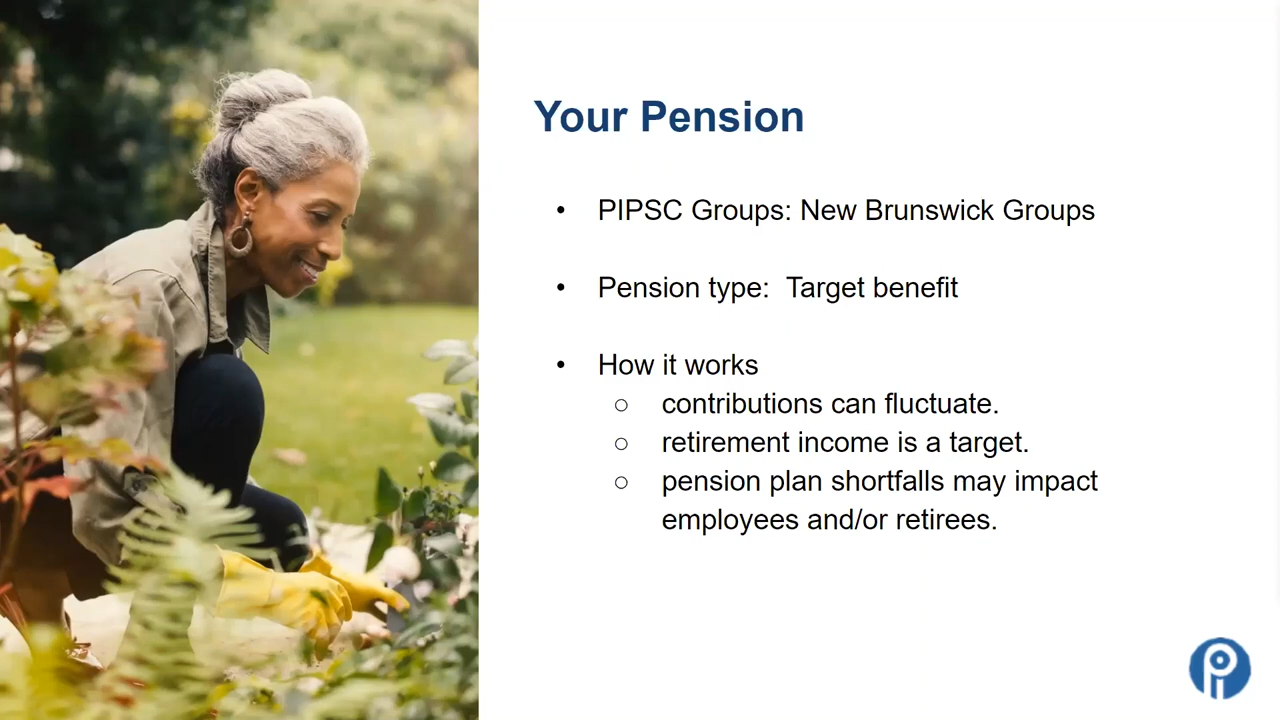 Your Pension
• PIPSC Groups: New Brunswick Groups
• Pension type:  Target benefit
• How it works
○ contributions can fluctuate.
○ retirement income is a target.
○ pension plan shortfalls may impact
employees and/or retirees.